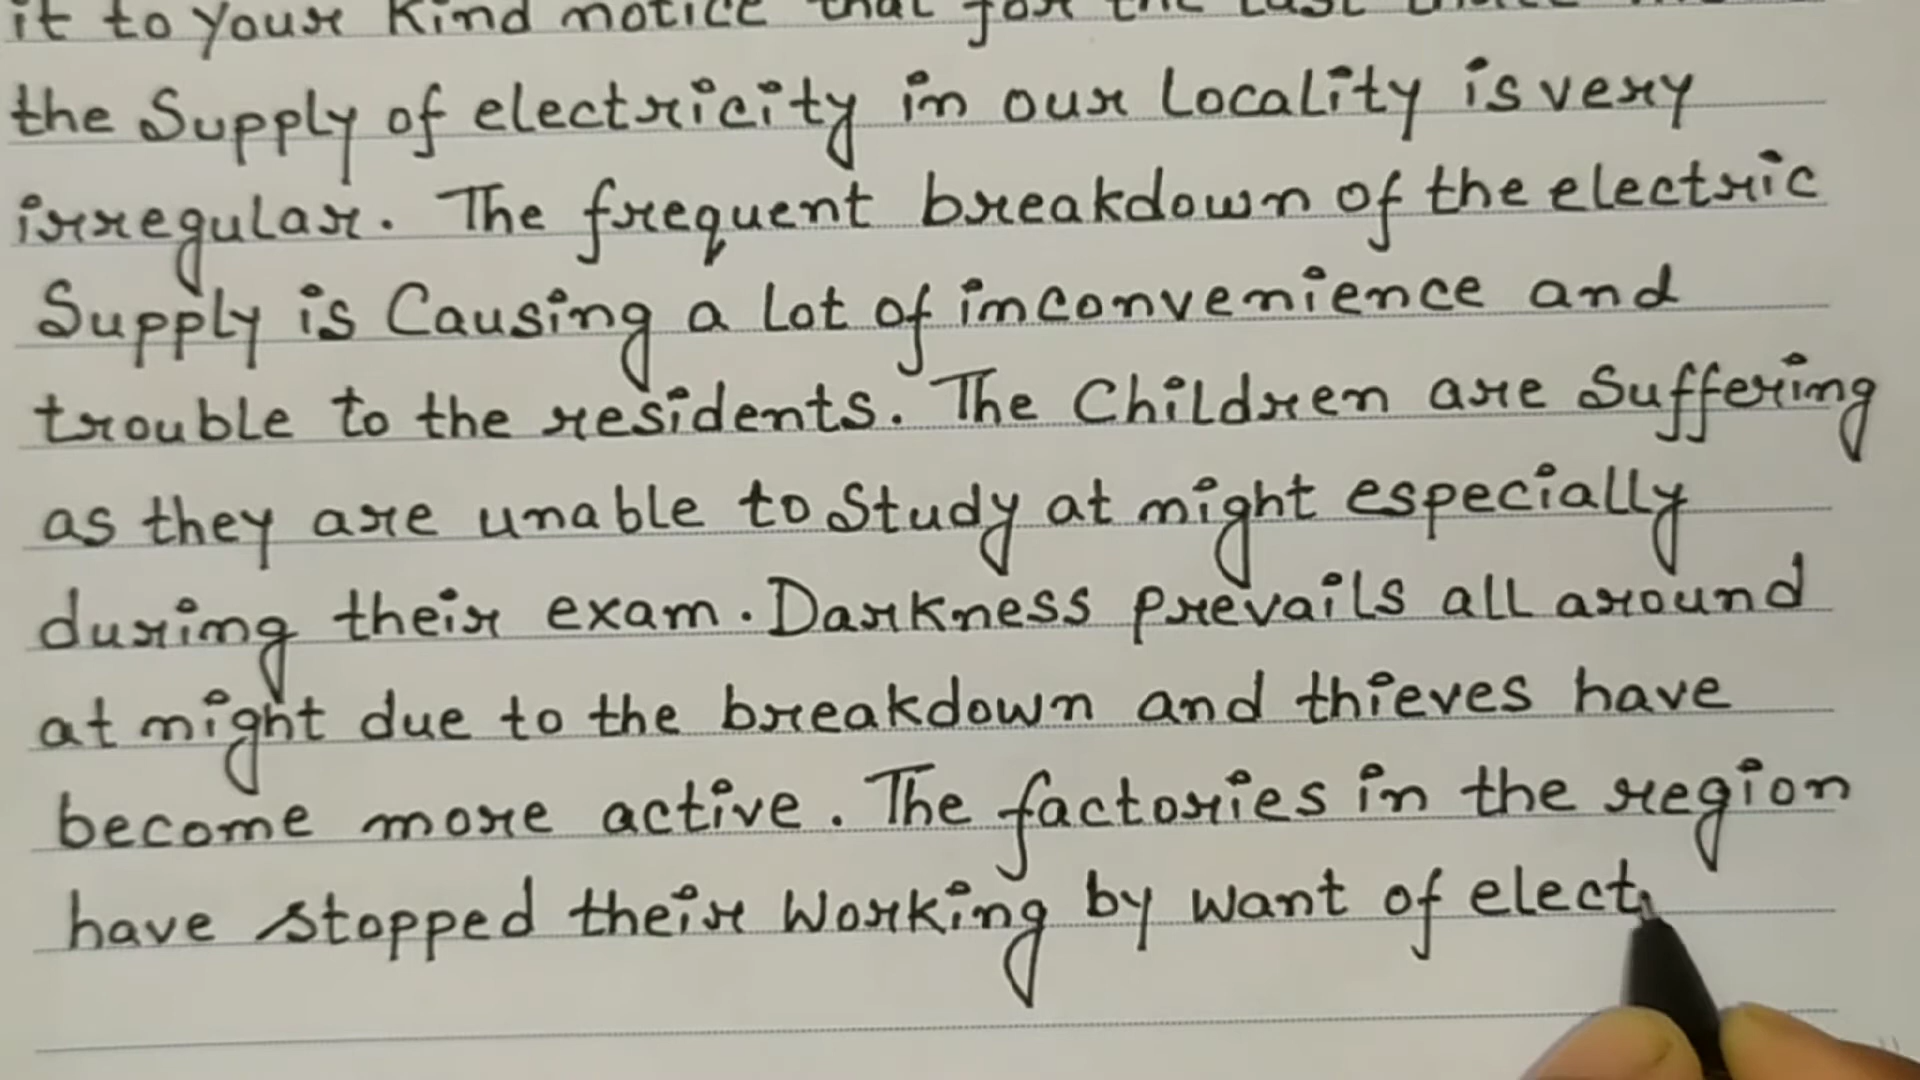 it to your kind notice that for the last
the Supply of electricity in our Locality is very
irregular. The frequent breakdown of the electric
Supply is Causing a Lot of inconvenience and
trouble to the residents. The Children are Suffering
as they are unable to Study at night especially
during their exam. Darkness prevails all around
at night due to the breakdown and thieves have
become more active. The factories in the region
have stopped their Working by want of elect